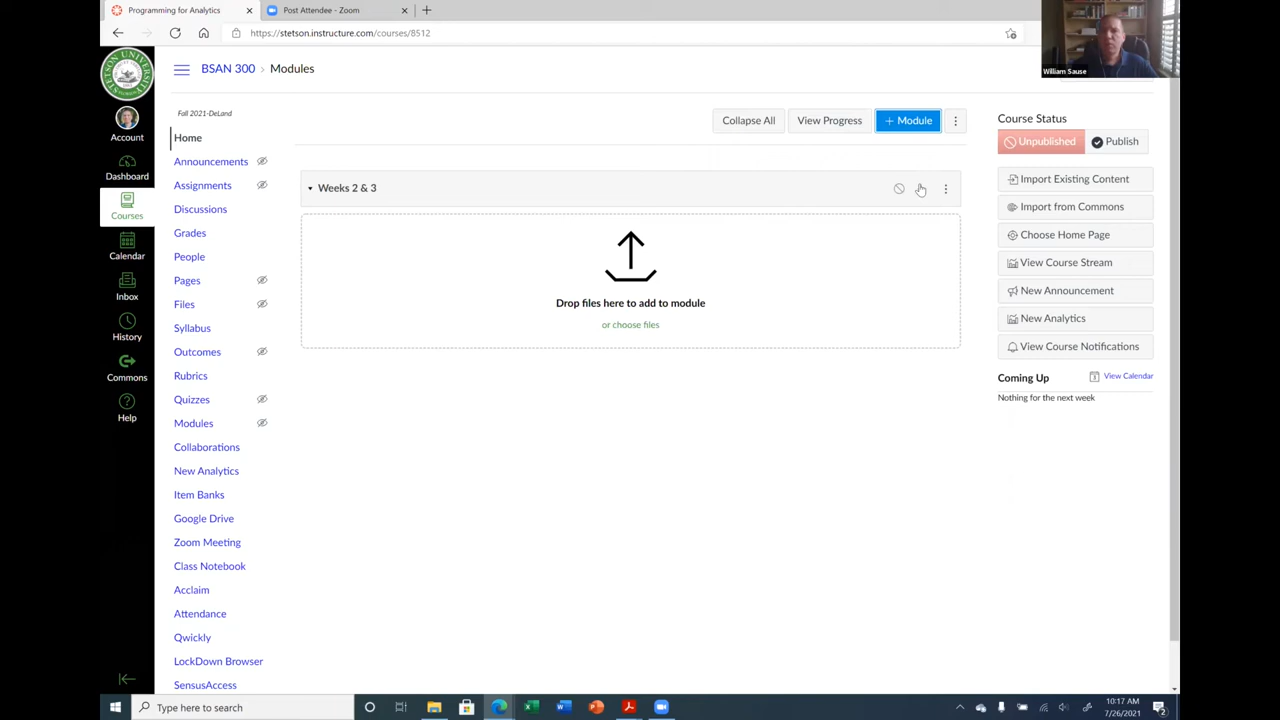 Programming for Analytics
Post Attendee - Zoom
https://stetson.instructure.com/courses/8512
William Sause
STETSON UNIVERSITY
BSAN 300 > Modules
Fall 2021-DeLand
Account
Dashboard
Courses
Calendar
Inbox
History
Commons
Help
Home
Announcements
Assignments
Discussions
Grades
People
Pages
Files
Syllabus
Outcomes
Rubrics
Quizzes
Modules
Collaborations
New Analytics
Item Banks
Google Drive
Zoom Meeting
Class Notebook
Acclaim
Attendance
Qwickly
LockDown Browser
SensusAccess
Collapse All
View Progress
+ Module
Weeks 2 & 3
Drop files here to add to module
or choose files
Course Status
Unpublished
Publish
Import Existing Content
Import from Commons
Choose Home Page
View Course Stream
New Announcement
New Analytics
View Course Notifications
Coming Up
View Calendar
Nothing for the next week
Type here to search
10:17 AM
7/26/2021
2